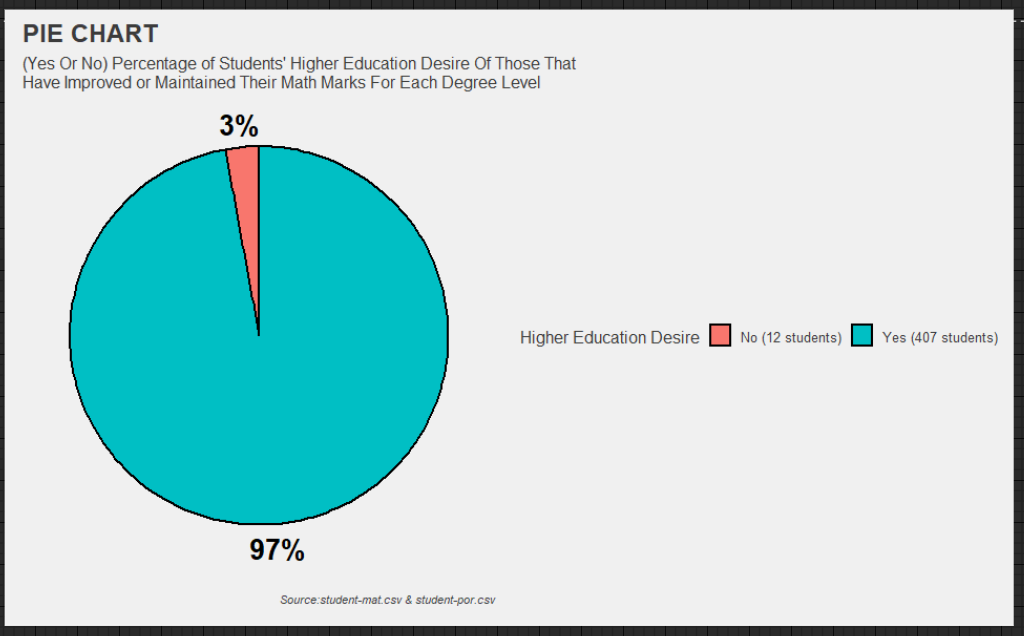 PIE CHART
(Yes Or No) Percentage of Students' Higher Education Desire Of Those That
Have Improved or Maintained Their Math Marks For Each Degree Level
3%
Higher Education Desire No (12 students) Yes (407 students)
97%
Source:student-mat.csv & student-por.csv